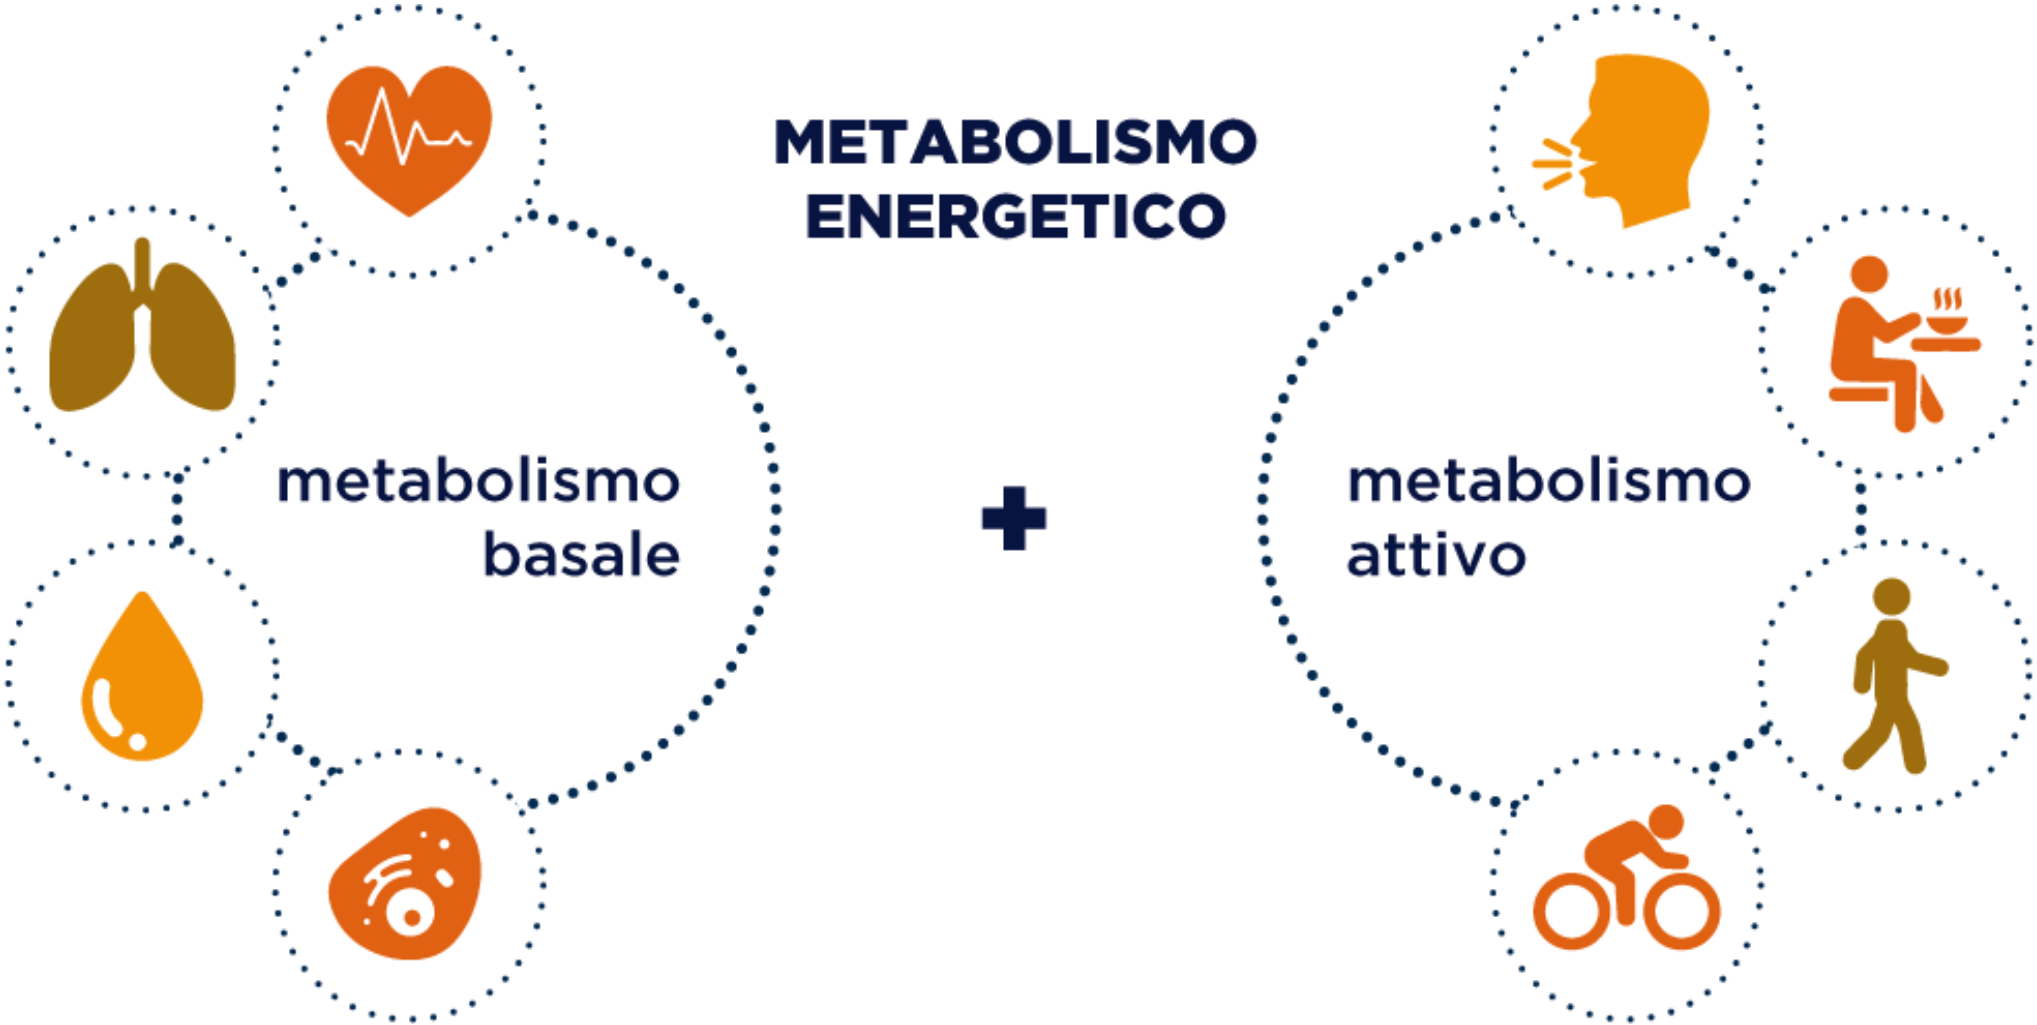 METABOLISMO
ENERGETICO
metabolismo
basale
metabolismo
attivo